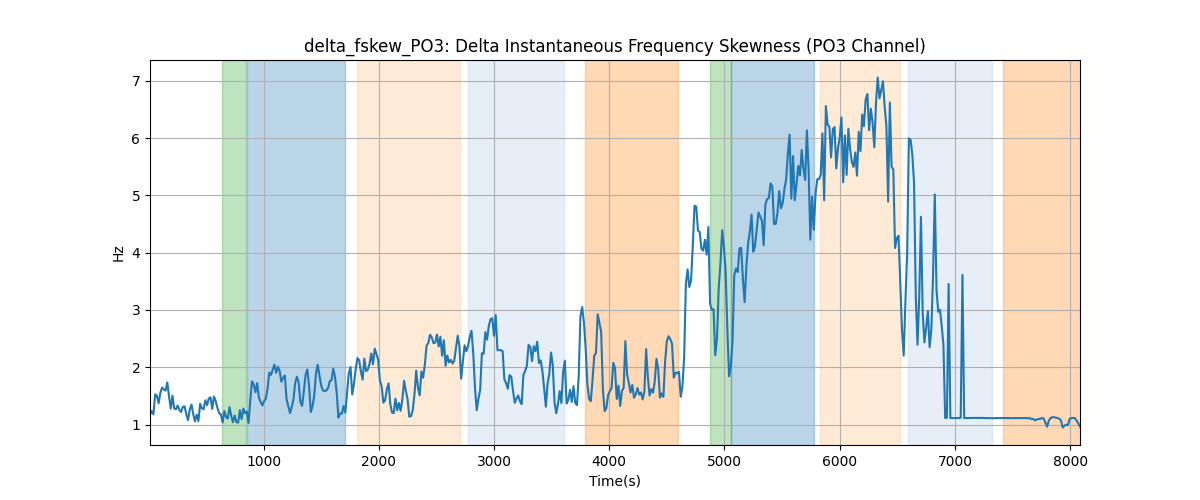 delta_fskew_PO3: Delta Instantaneous Frequency Skewness (PO3 Channel)
7
6
5
4
3
2
1
Hz
1000 2000 3000 4000 5000 6000 7000 8000
Time(s)